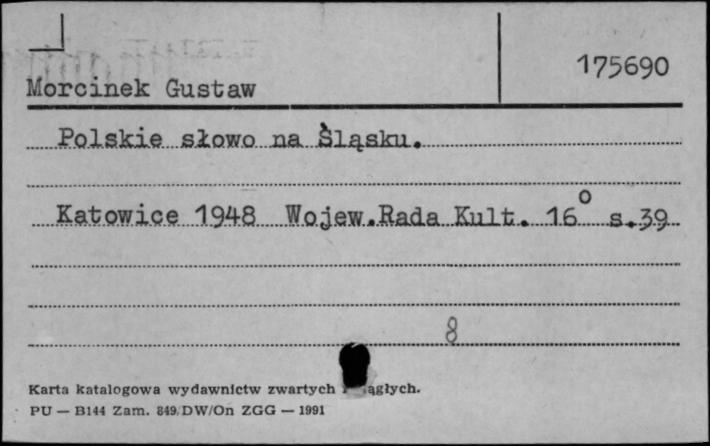 175690
Morcinek Gustaw
Polskie słowo na Śląsku.
Katowice 1948 Wojew.Rada Kult. 16° s.39
8
Karta katalogowa wydawnictw zwartych
PU — B144 Zam. 849/DW/On ZGG — 1991